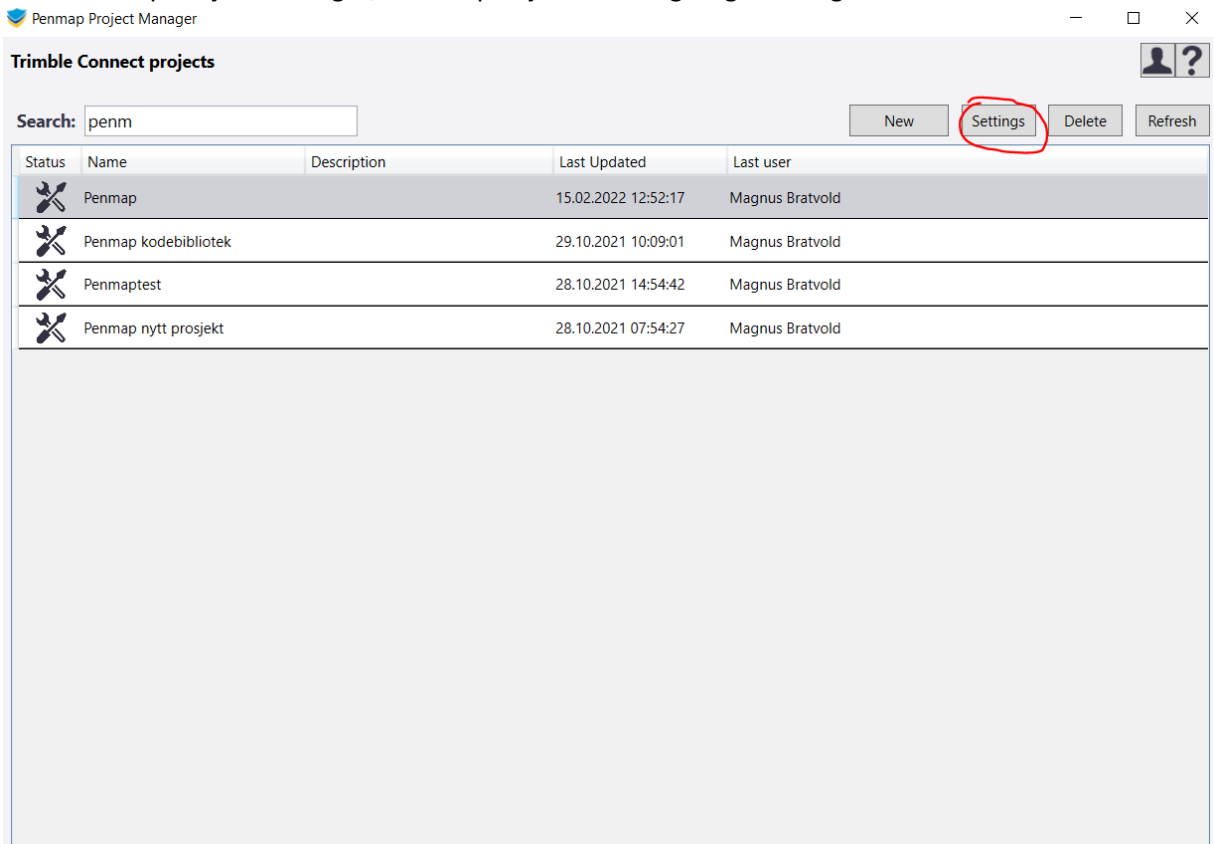 Penmap Project Manager
Trimble Connect projects
?
Search: penm New Settings Delete Refresh
Status Name Description Last Updated Last user
Penmap 15.02.2022 12:52:17 Magnus Bratvold
Penmap kodebibliotek 29.10.2021 10:09:01 Magnus Bratvold
Penmaptest 28.10.2021 14:54:42 Magnus Bratvold
Penmap nytt prosjekt 28.10.2021 07:54:27 Magnus Bratvold